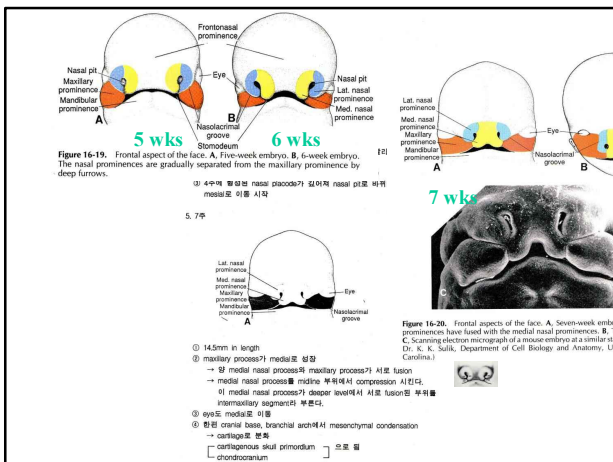 Frontonasal
prominence
Nasal pit
Maxillary
prominence
Mandibular
prominence
Eye
Nasal pit
Lat. nasal
prominence
Med. nasal
prominence
A
B
Nasolacrimal
groove
Stomodeum
5 wks
6 wks
Figure 16-19. Frontal aspect of the face. A, Five-week embryo. B, 6-week embryo.
The nasal prominences are gradually separated from the maxillary prominence by
deep furrows.
③ 4주에 형성된 nasal placode가 깊어져 nasal pit로 바뀌
mesial로 이동 시작
5. 7주
Lat. nasal
prominence
Med. nasal
prominence
Maxillary
prominence
Mandibular
prominence
A
Eye
Nasolacrimal
groove
① 14.5mm in length
② maxillary process가 medial로 성장
→ 양 medial nasal process와 maxillary process가 서로 fusion
→ medial nasal process를 midline 부위에서 compression 시킨다.
이 medial nasal process가 deeper level에서 서로 fusion된 부위를
intermaxillary segment라 부른다.
③ eye도 medial로 이동
④ 한편 cranial base, branchial arch에서 mesenchymal condensation
→ cartilage로 분화
cartilagenous skull primordium
chondrocranium
으로 됨
Lat. nasal
prominence
Med. nasal
prominence
Maxillary
prominence
Mandibular
prominence
Eye
Nasolacrimal
groove
A
B
7 wks
C
Figure 16-20. Frontal aspects of the face. A, Seven-week emb
prominences have fused with the medial nasal prominences. B,
C, Scanning electron micrograph of a mouse embryo at a similar st
Dr. K. K. Sulik, Department of Cell Biology and Anatomy, U
Carolina.)